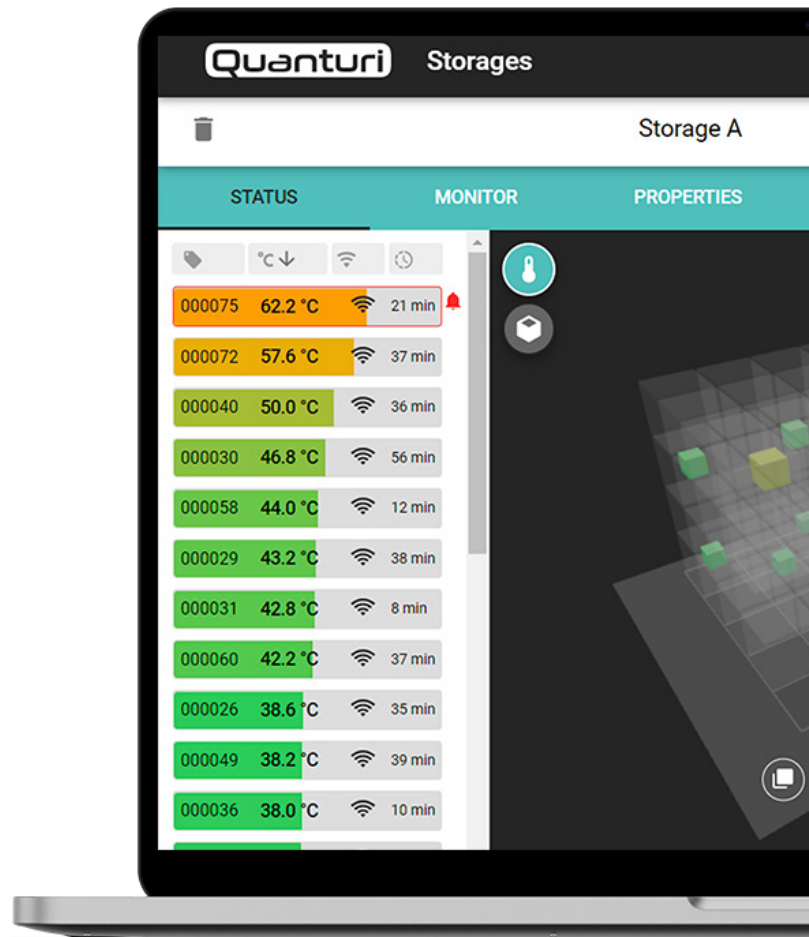 Quanturi Storages
Storage A
STATUS MONITOR PROPERTIES
°C
000075 62.2 °C 21 min
000072 57.6 °C 37 min
000040 50.0 °C 36 min
000030 46.8 °C 56 min
000058 44.0 °C 12 min
000029 43.2 °C 38 min
000031 42.8 °C 8 min
000060 42.2 °C 37 min
000026 38.6 °C 35 min
000049 38.2 °C 39 min
000036 38.0 °C 10 min